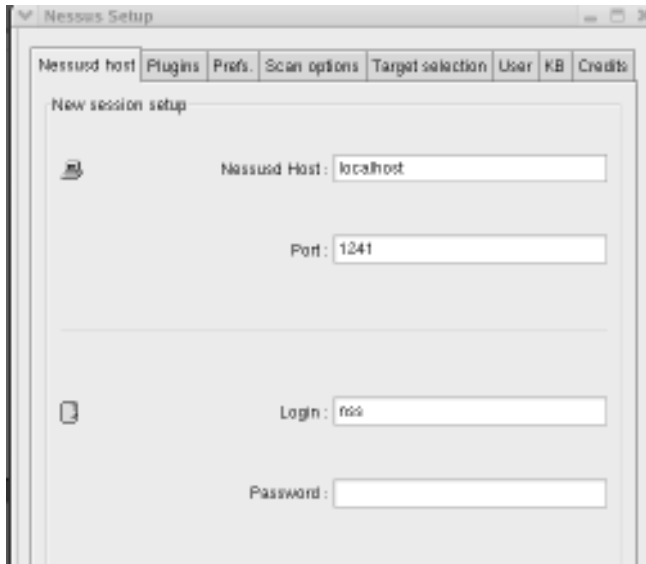 Nessus Setup
Nessusd host Plugins Prefs. Scan options Target selection User KB Credits
New session setup
Nessusd Host : localhost
Port : 1241
Login : nss
Password :